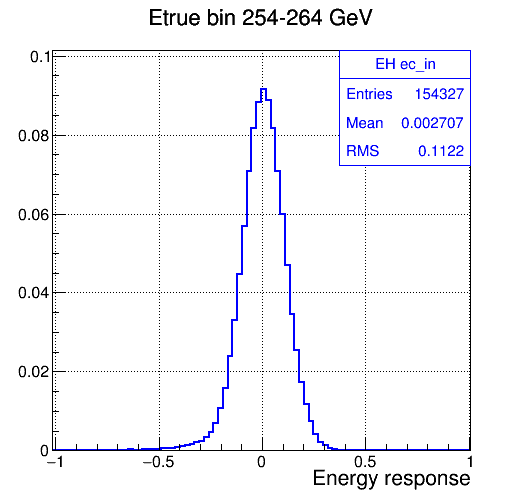 Etrue bin 254-264 GeV
EH ec_in
Entries 154327
Mean 0.002707
RMS 0.1122
0.1
0.08
0.06
0.04
0.02
0
−1 −0.5 0 0.5 1
Energy response